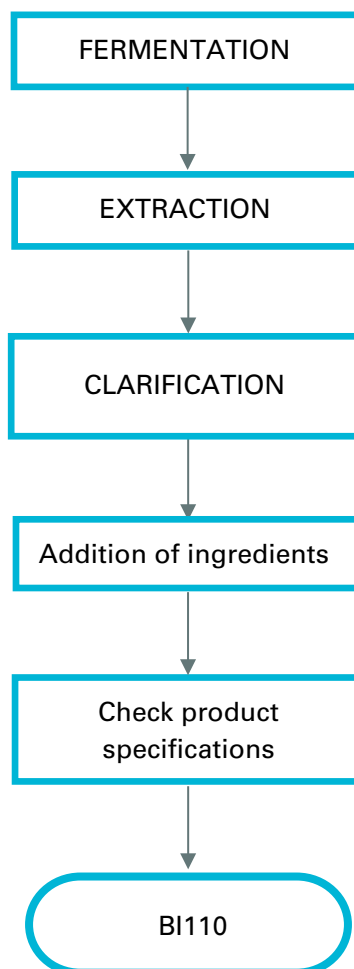 FERMENTATION
EXTRACTION
CLARIFICATION
Addition of ingredients
Check product
specifications
BI110